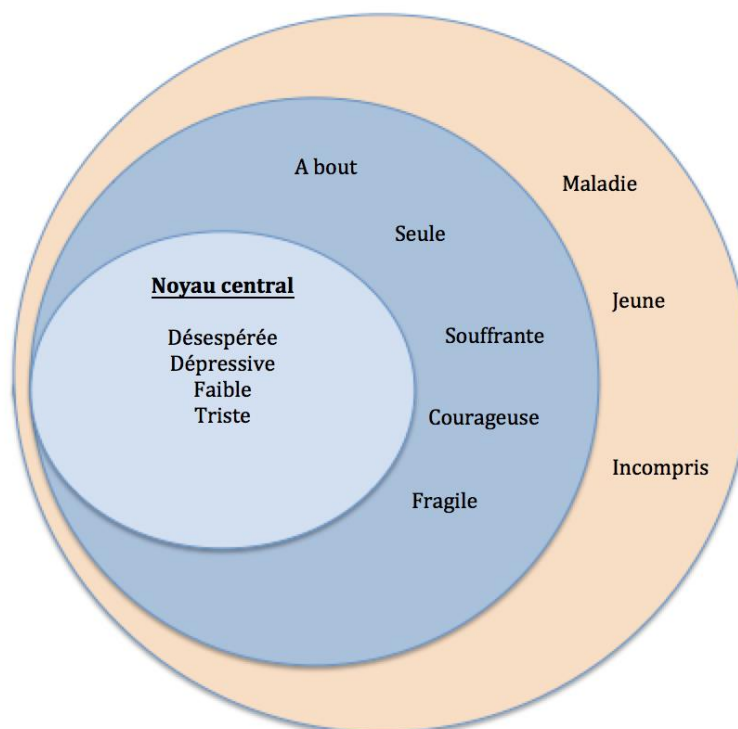 A bout
Maladie
Seule
Noyau central
Jeune
Désespérée
Dépressive
Faible
Triste
Souffrante
Courageuse
Incompris
Fragile